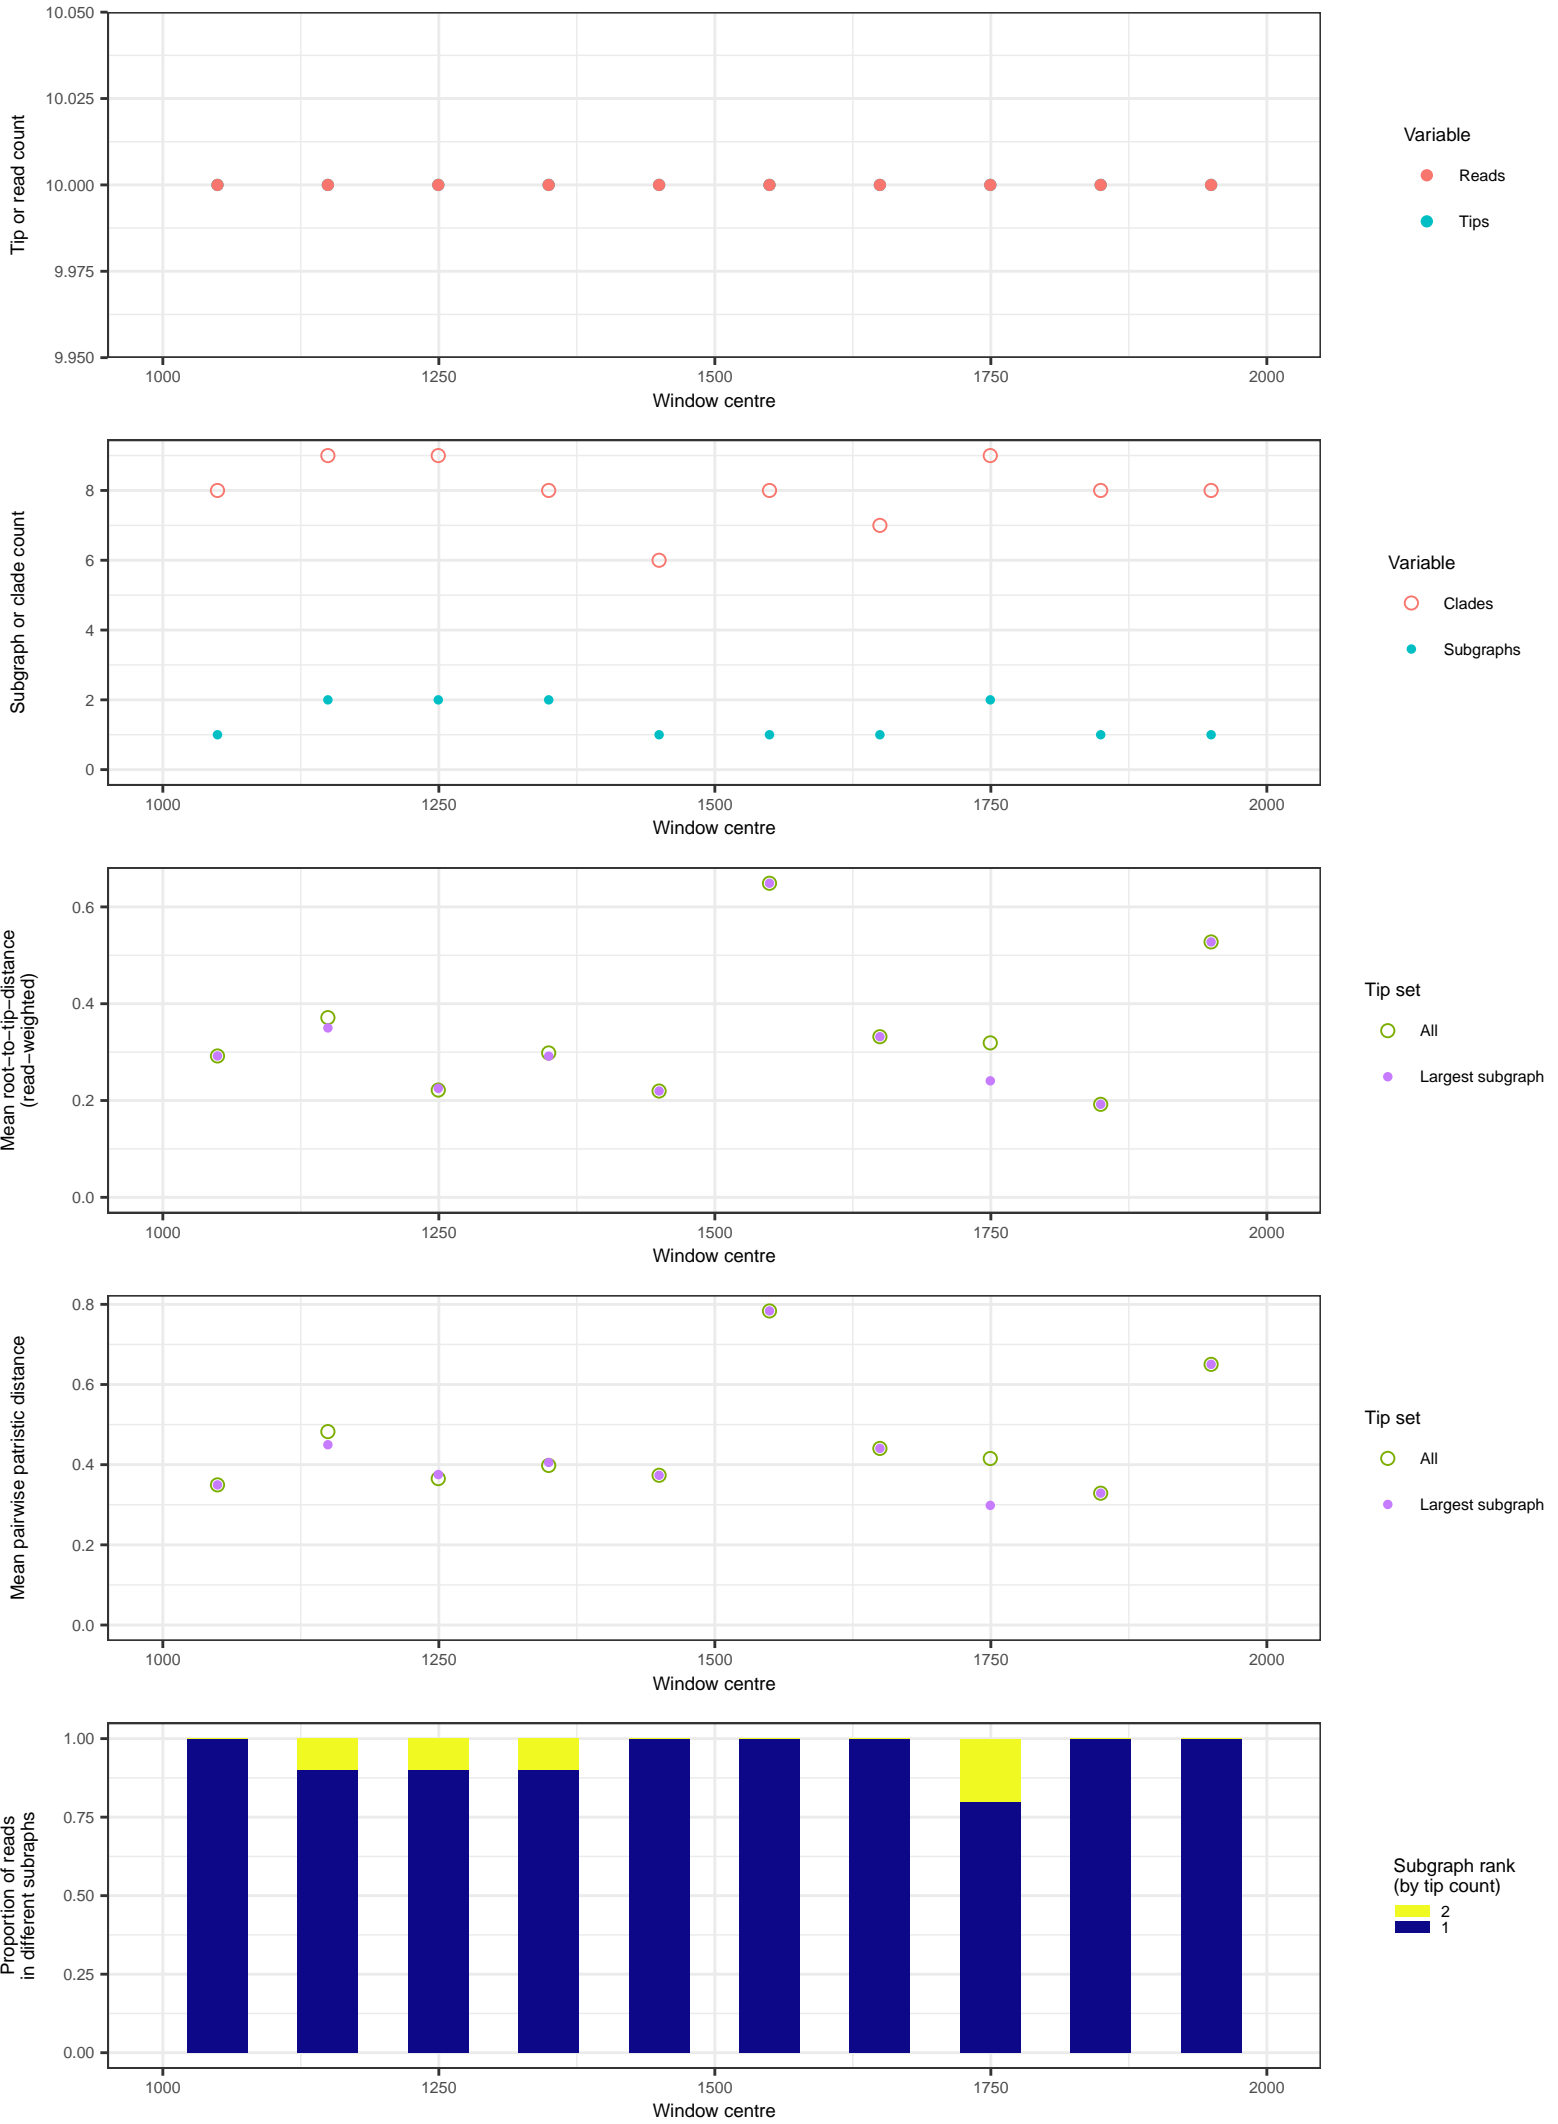 10.050
10.025
10.000
9.975
9.950
Tip or read count
1000 1250 1500 1750 2000
Window centre
Variable
Reads
Tips
8
6
4
2
0
Subgraph or clade count
1000 1250 1500 1750 2000
Window centre
Variable
Clades
Subgraphs
0.6
0.4
0.2
0.0
Mean root−to−tip−distance
(read−weighted)
1000 1250 1500 1750 2000
Window centre
Tip set
All
Largest subgraph
0.8
0.6
0.4
0.2
0.0
Mean pairwise patristic distance
1000 1250 1500 1750 2000
Window centre
Tip set
All
Largest subgraph
1.00
0.75
0.50
0.25
0.00
Proportion of reads
in different subraphs
1000 1250 1500 1750 2000
Window centre
Subgraph rank
(by tip count)
2
1